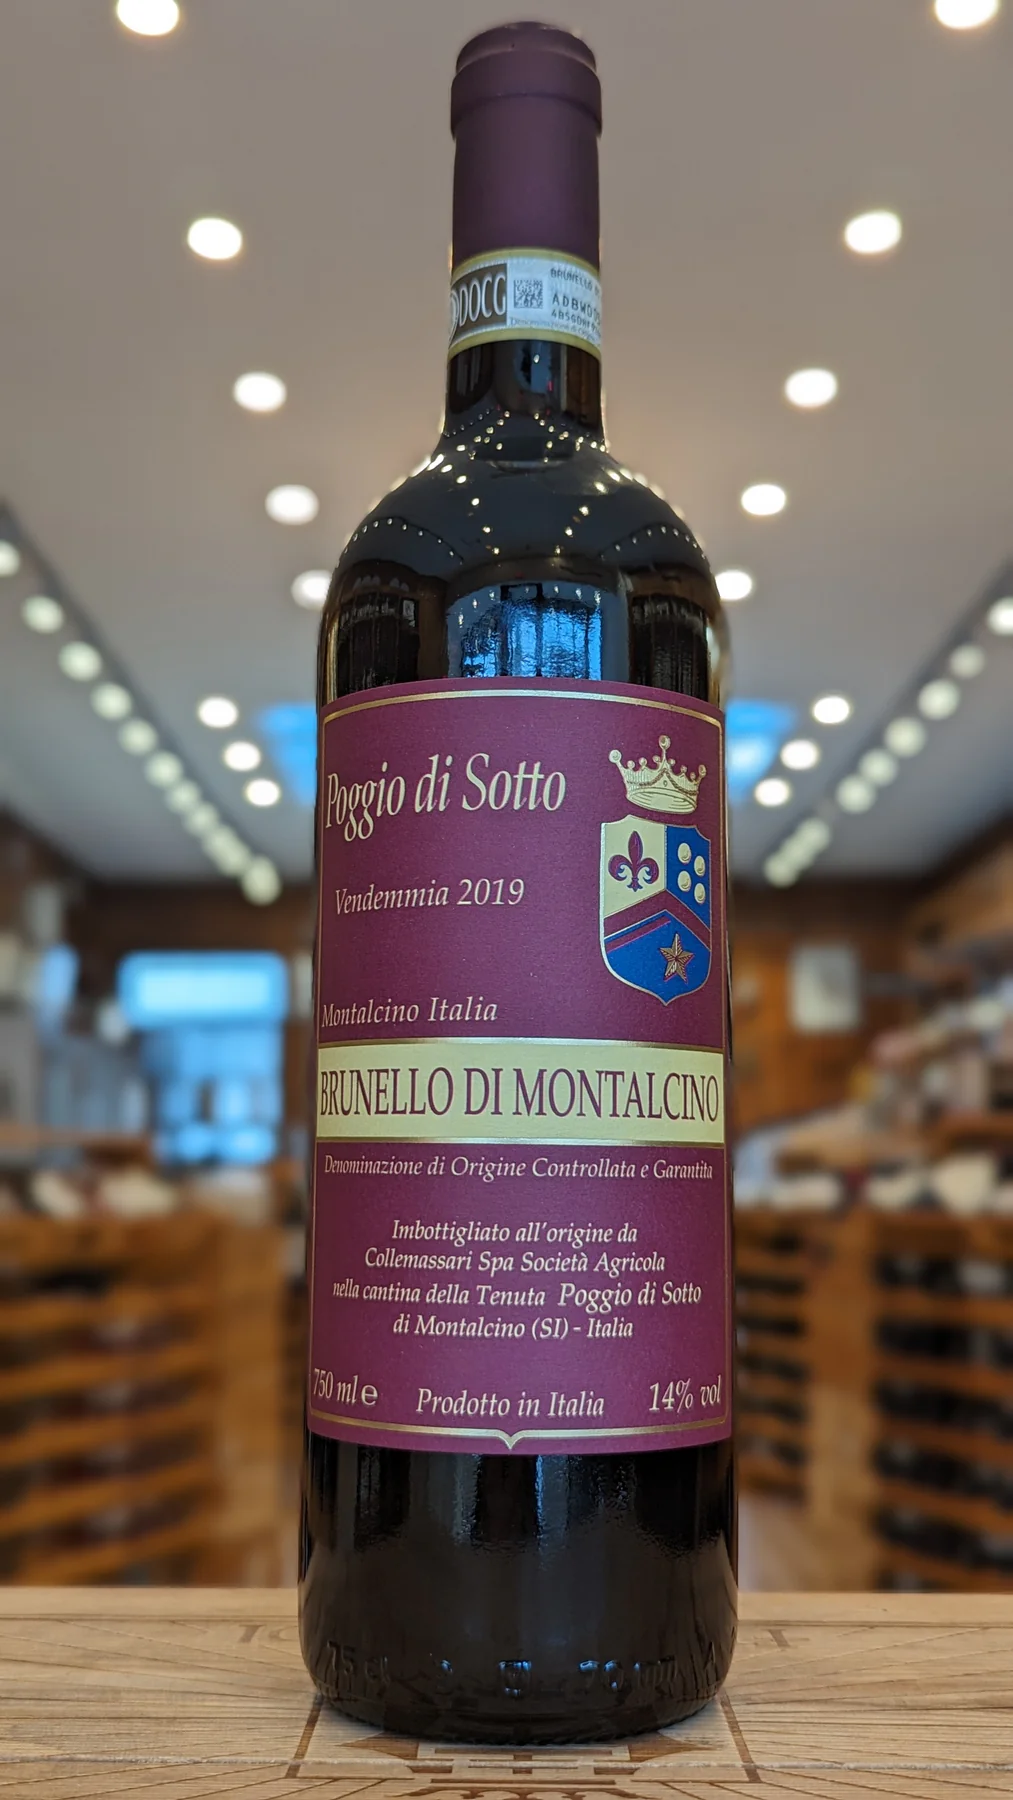 DOCG
BRUNELLO
Poggio di Sotto
Vendemmia 2019
Montalcino Italia
BRUNELLO DI MONTALCINO
Denominazione di Origine Controllata e Garantita
Imbottigliato all'origine da
Collemassari Spa Società Agricola
nella cantina della Tenuta Poggio di Sotto
di Montalcino (SI) - Italia
750 ml e Prodotto in Italia 14% vol